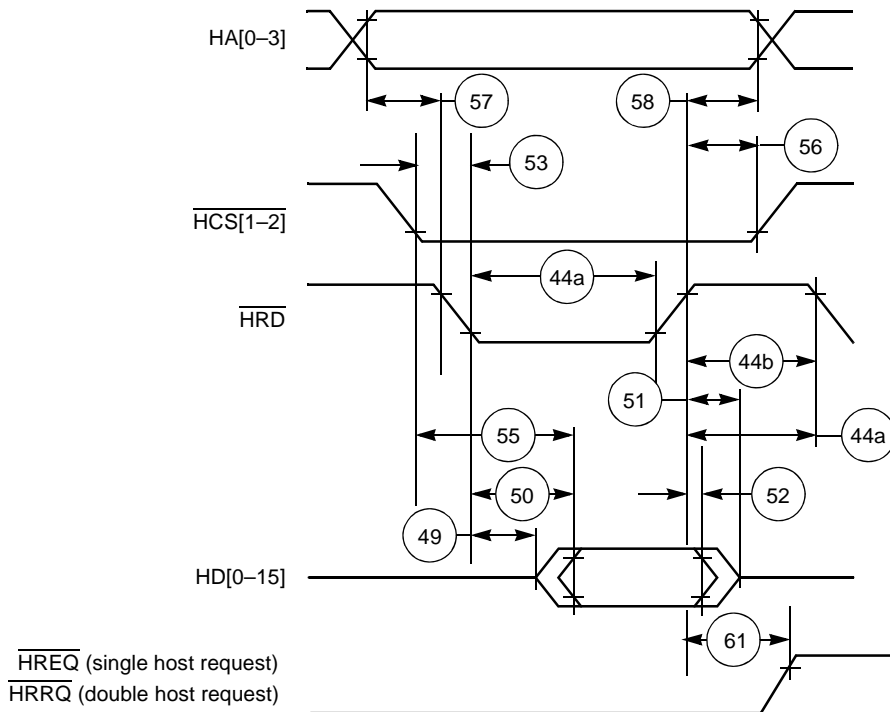 HA[0–3]
57
58
53
56
HCS[1–2]
44a
HRD
44b
51
55
44a
50
52
49
HD[0–15]
61
HREQ (single host request)
HRRQ (double host request)